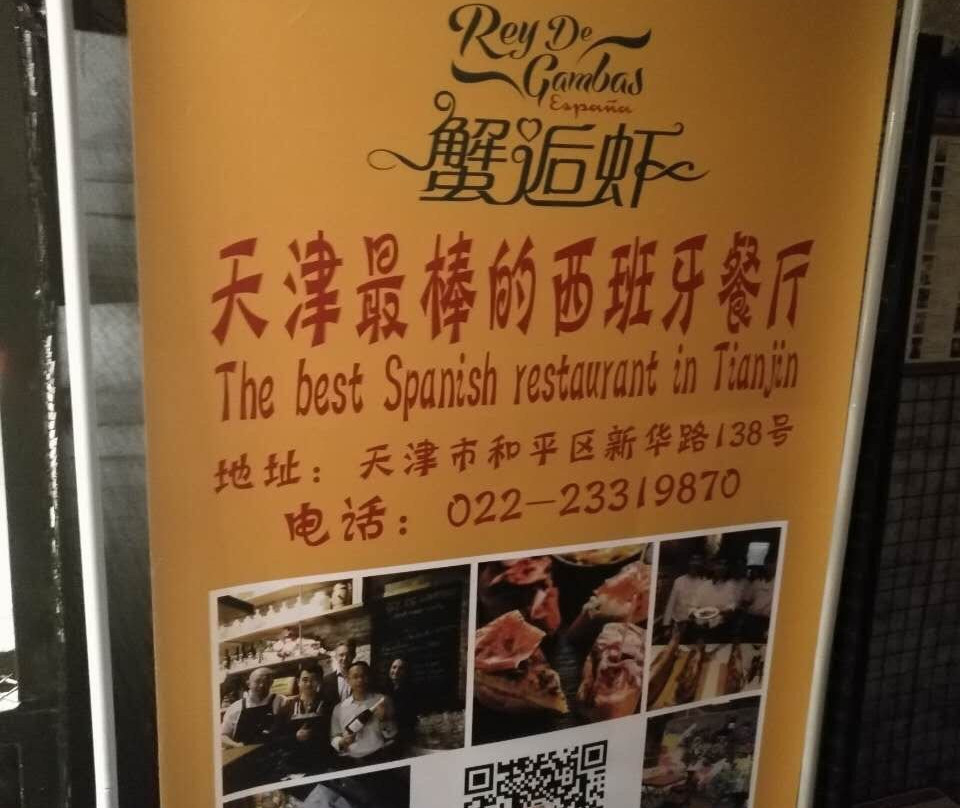 Rey De
Gambas
España
蟹逅虾
天津最棒的西班牙餐厅
The best Spanish restaurant in Tianjin
地址：天津市和平区新华路138号
电话：022-23319870